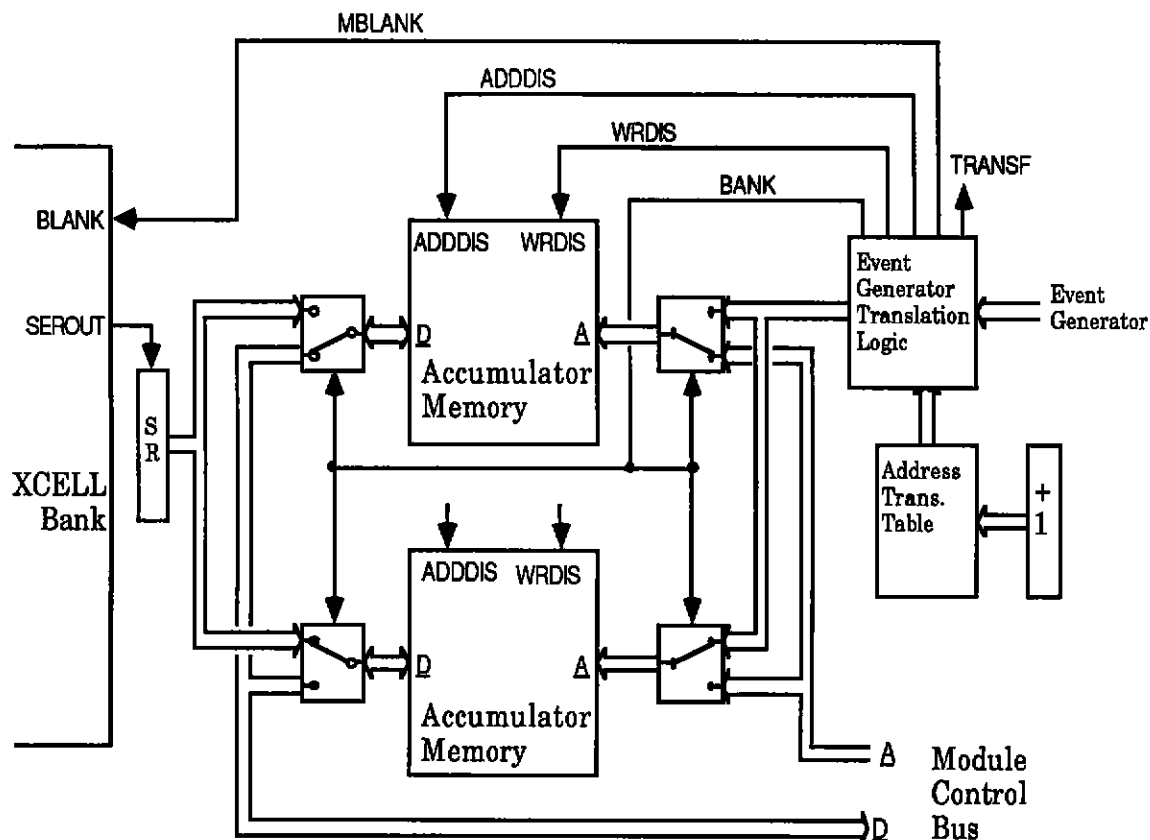 MBLANK
ADDDIS
WRDIS
BANK
TRANSF
BLANK
SEROUT
S
R
XCELL
Bank
ADDDIS WRDIS
D A
Accumulator
Memory
Event
Generator
Translation
Logic
Event
Generator
Address
Trans.
Table
+
1
ADDDIS WRDIS
D A
Accumulator
Memory
A Module
Control
D Bus